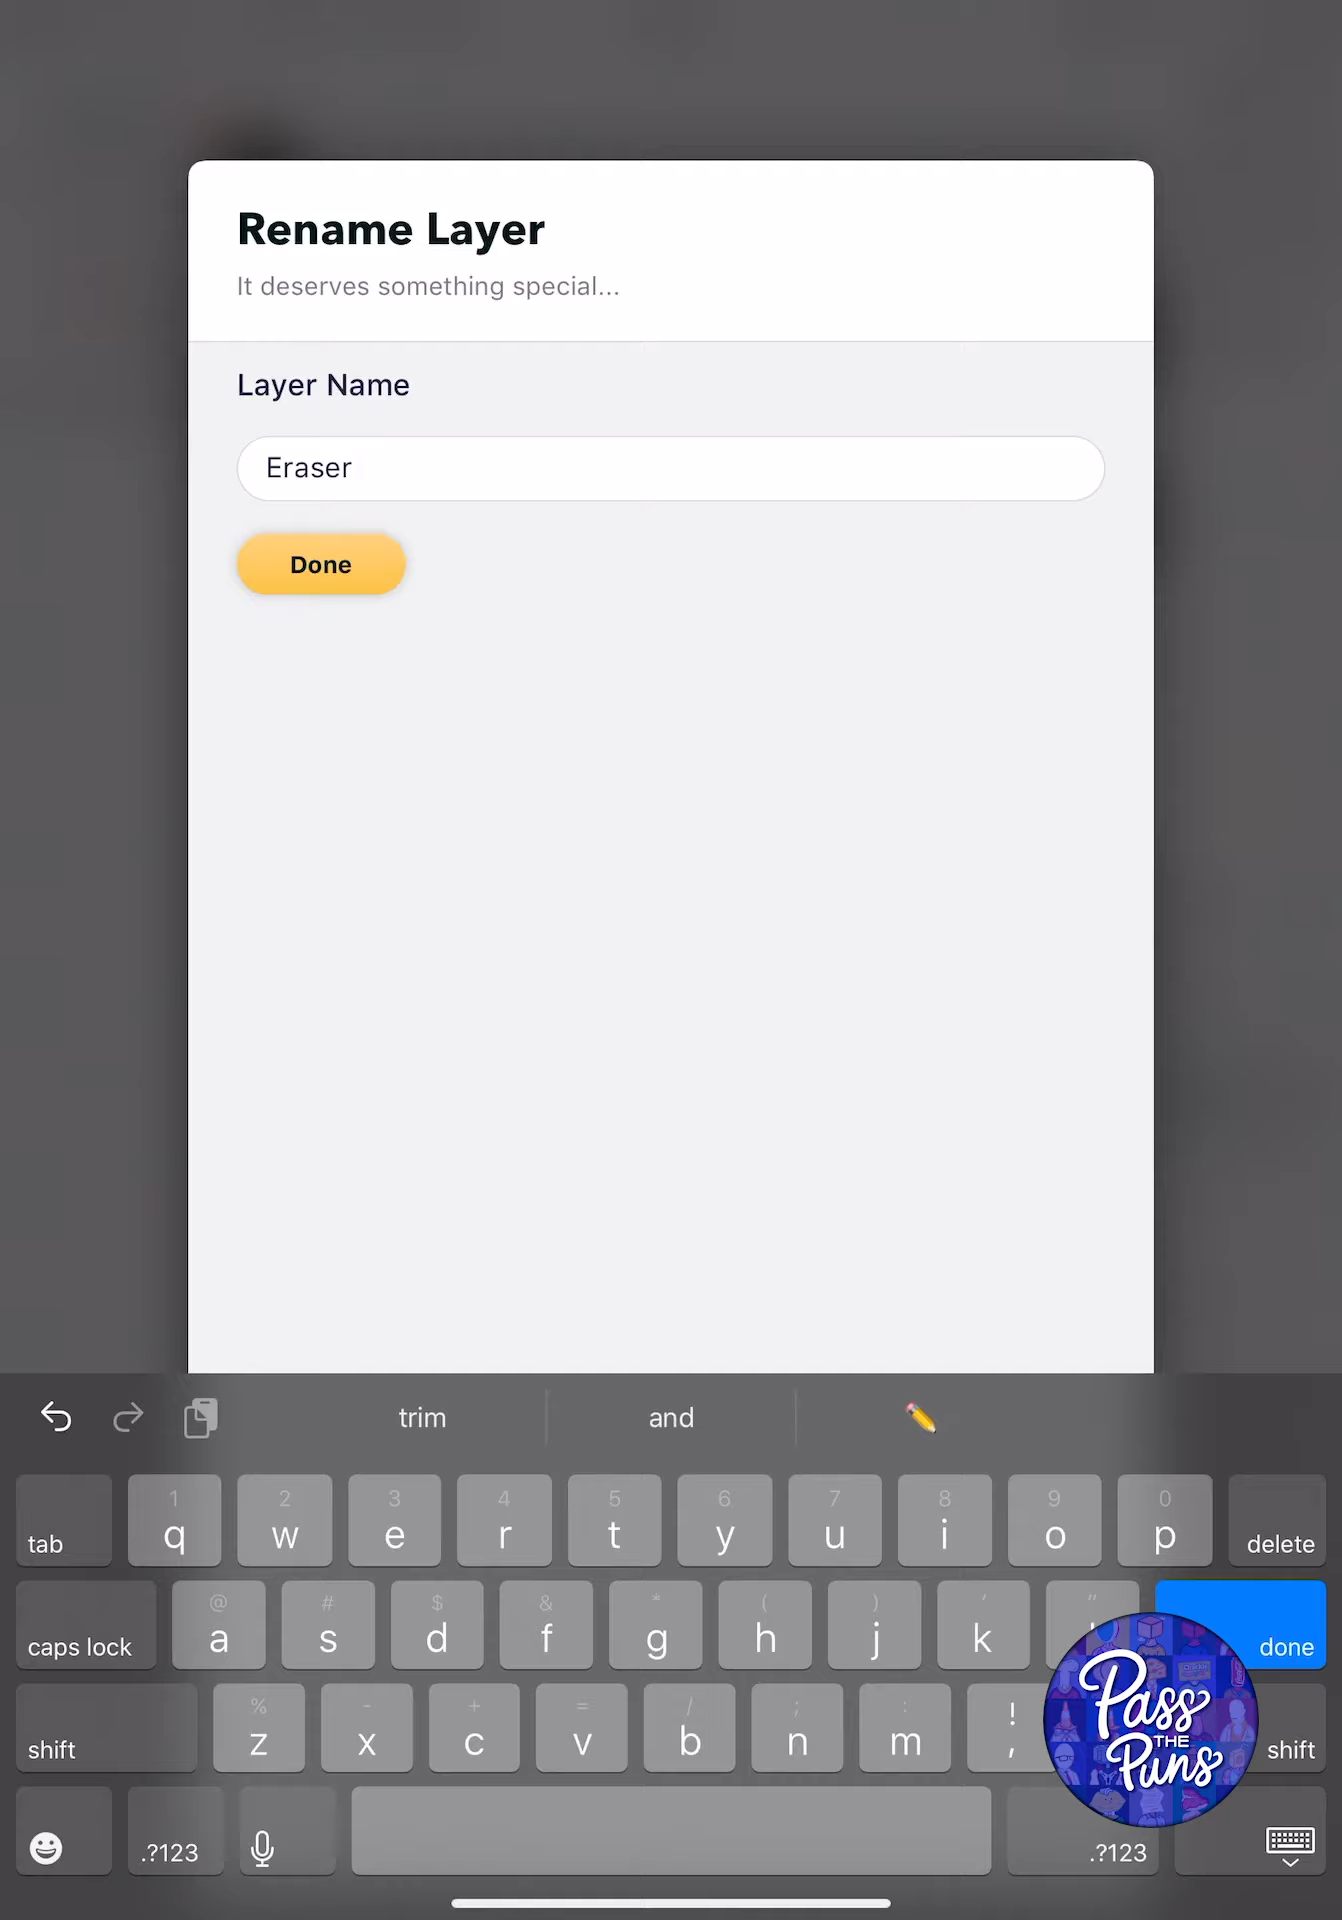 Rename Layer
It deserves something special...
Layer Name
Eraser
Done
trim and ✏️
1 2 3 4 5 6 7 8 9 0
tab q w e r t y u i o p delete
@ # $ & * ( ) ' "
caps lock a s d f g h j k done
% - + = / ; : !
shift z x c v b n m , shift
.?123 .?123
Pass
THE
Puns